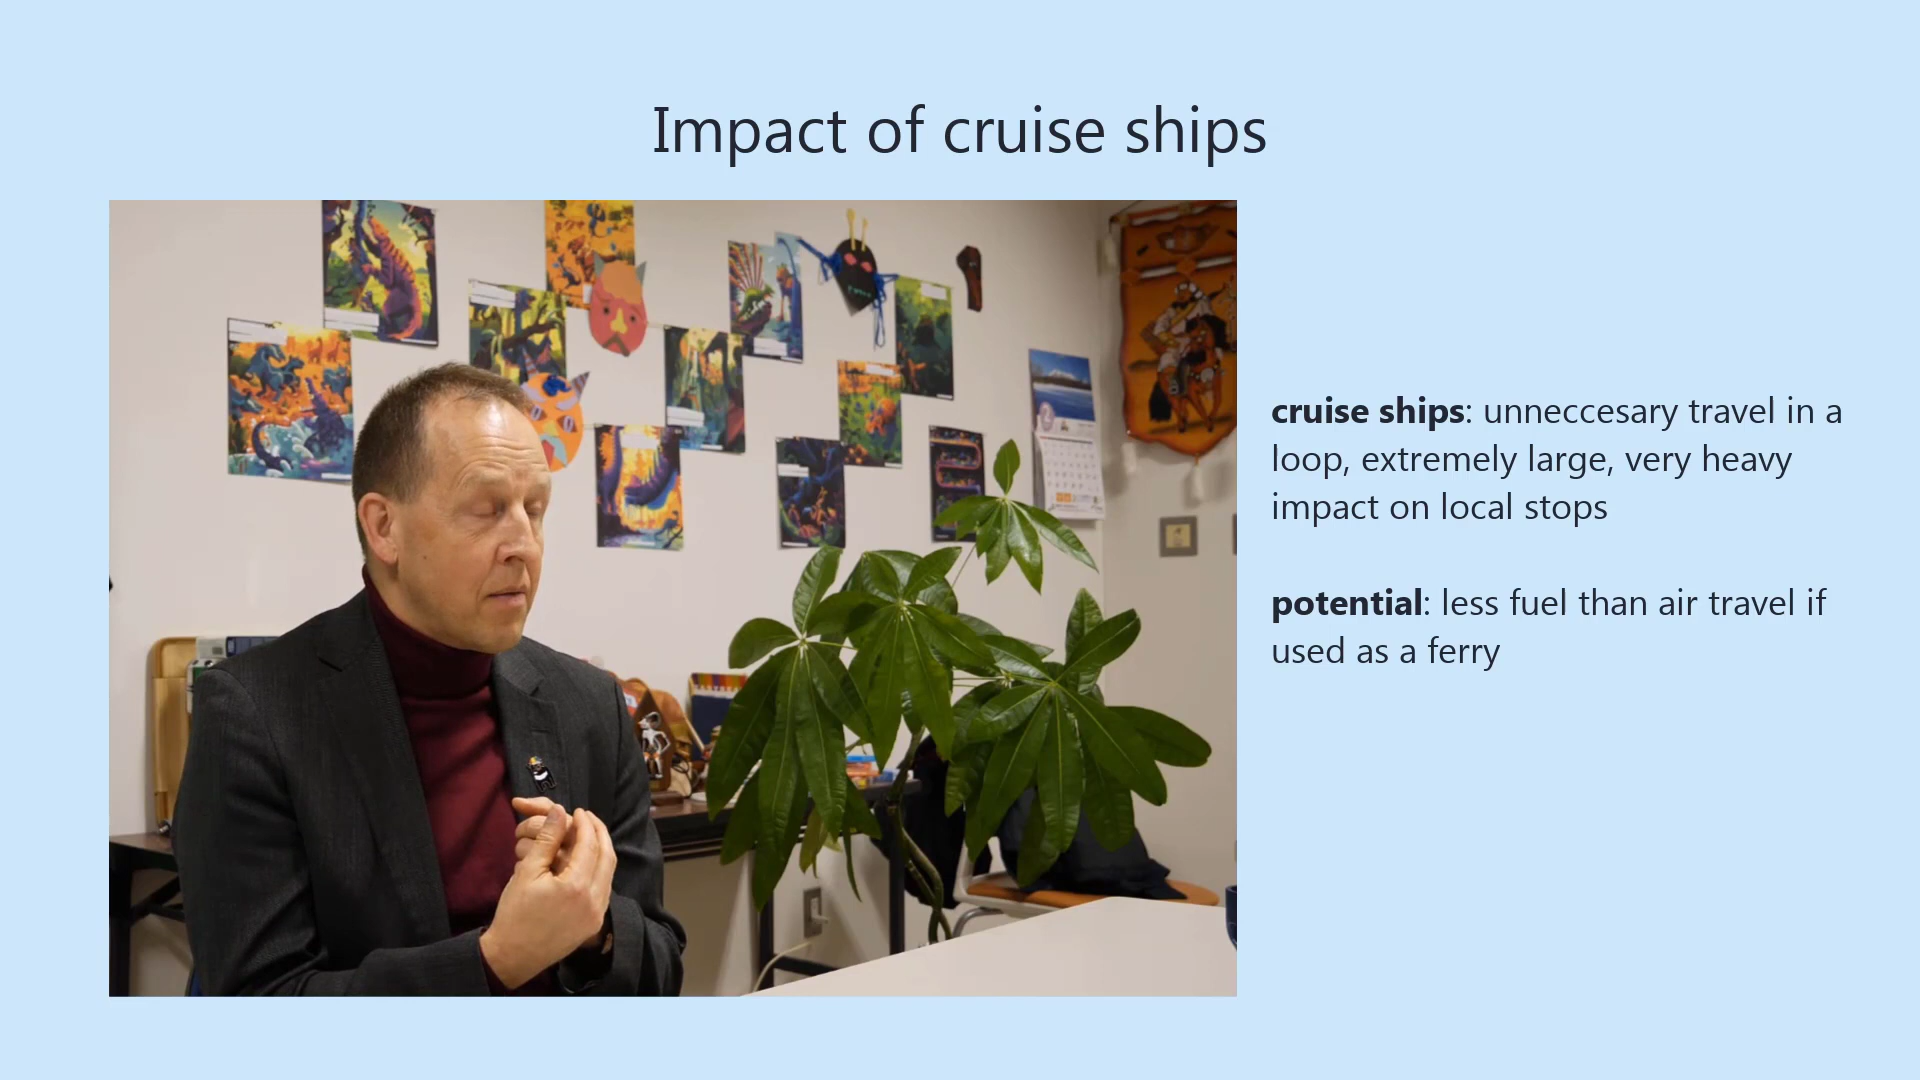 Impact of cruise ships
cruise ships: unneccesary travel in a
loop, extremely large, very heavy
impact on local stops
potential: less fuel than air travel if
used as a ferry